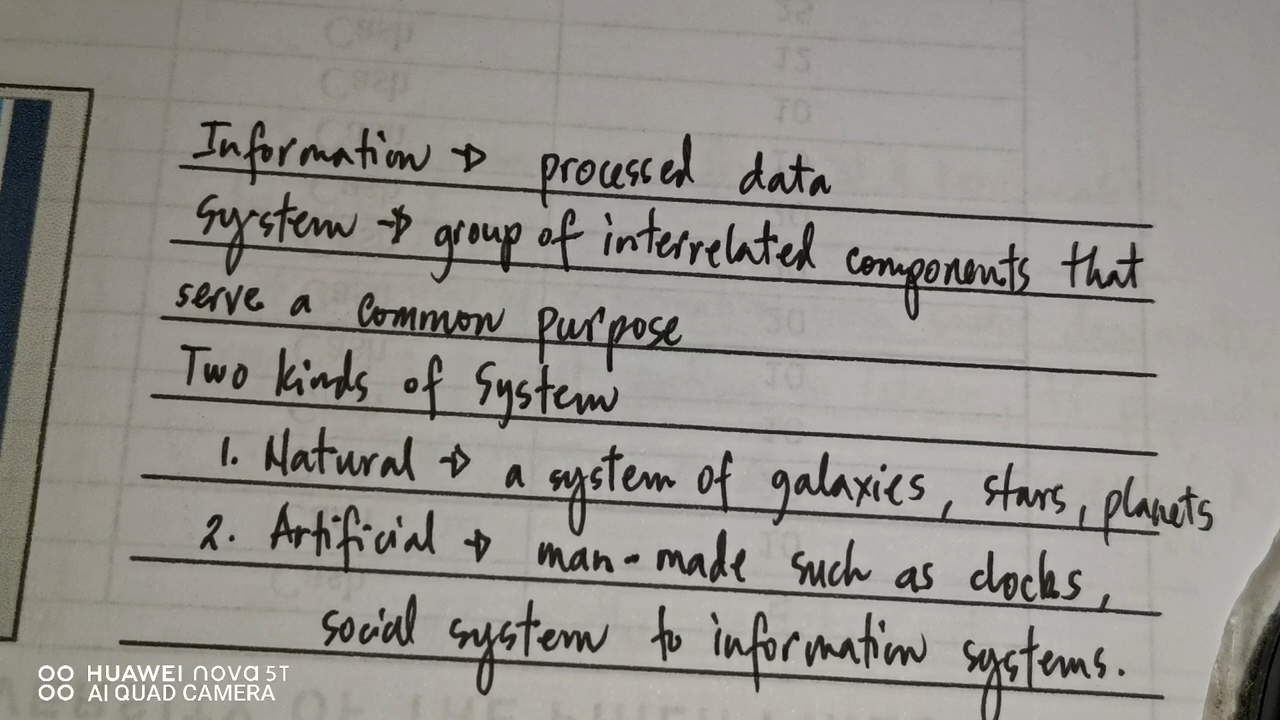 Information → processed data
System → group of interrelated components that
serve a common purpose
Two kinds of System
1. Natural → a system of galaxies, stars, planets
2. Artificial → man-made such as clocks,
social system to information systems.
HUAWEI nova 5T
AI QUAD CAMERA